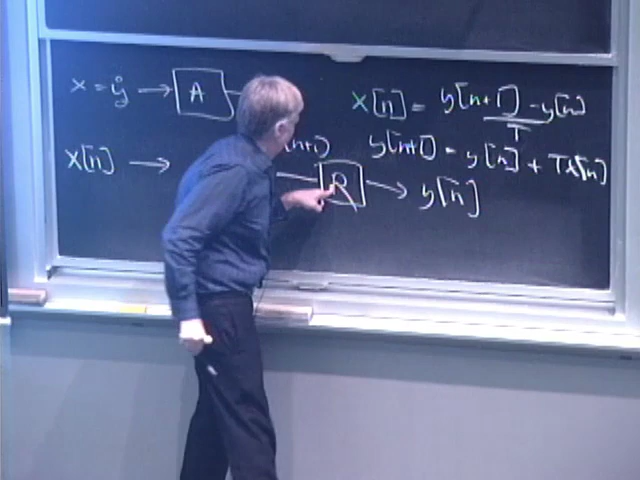 x = ẏ → A
x[n] = y[n+1] - y[n] / T
y[n+1] = y[n] + Tx[n]
x[n] →
(n+1) R → y[n]